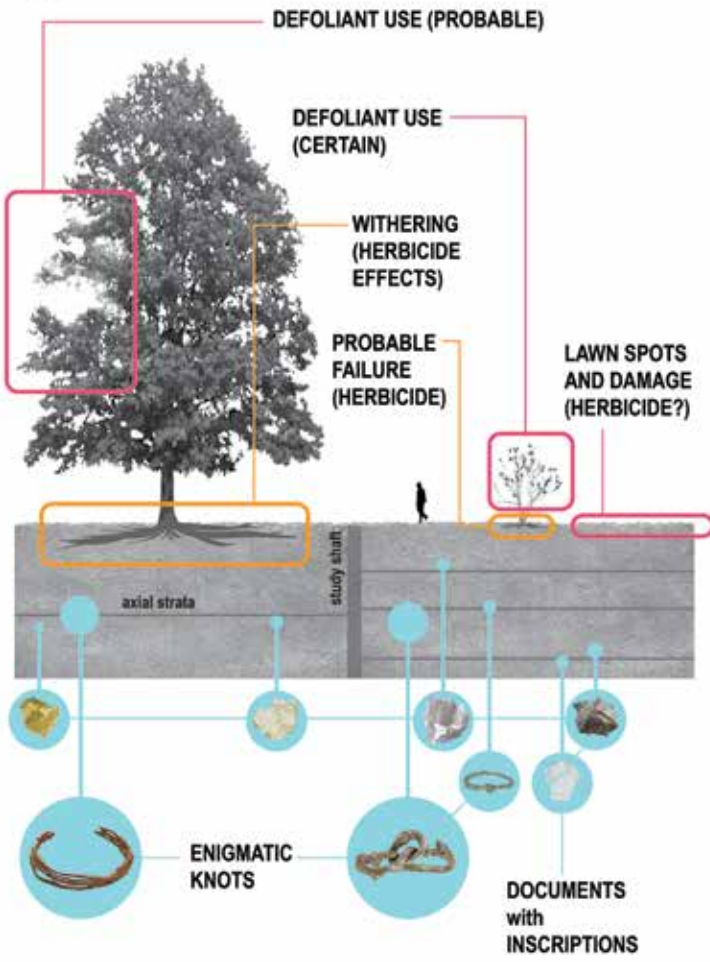 DEFOLIANT USE (PROBABLE)
DEFOLIANT USE
(CERTAIN)
WITHERING
(HERBICIDE
EFFECTS)
PROBABLE
FAILURE
(HERBICIDE)
LAWN SPOTS
AND DAMAGE
(HERBICIDE?)
axial strata
study shaft
ENIGMATIC
KNOTS
DOCUMENTS
with
INSCRIPTIONS